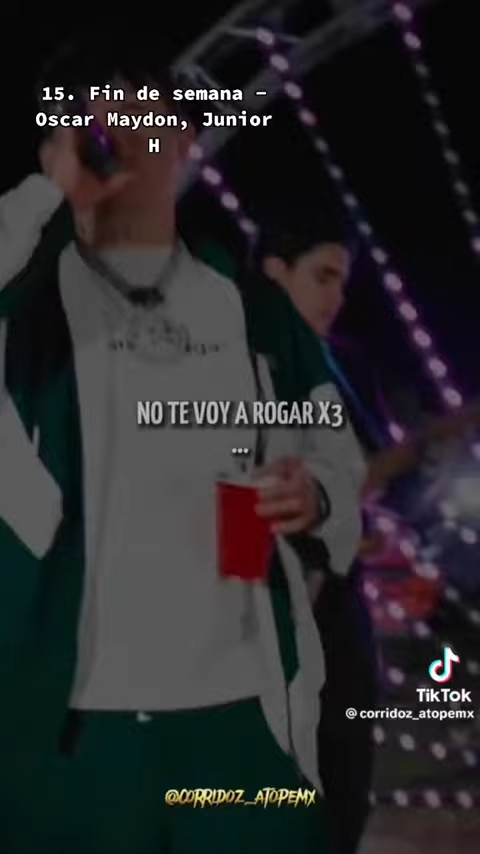 15. Fin de semana -
Oscar Maydon, Junior
H
NO TE VOY A ROGAR X3
...
TikTok
@corridoz_atopemx
@CORRIDOZ_ATOPEMX